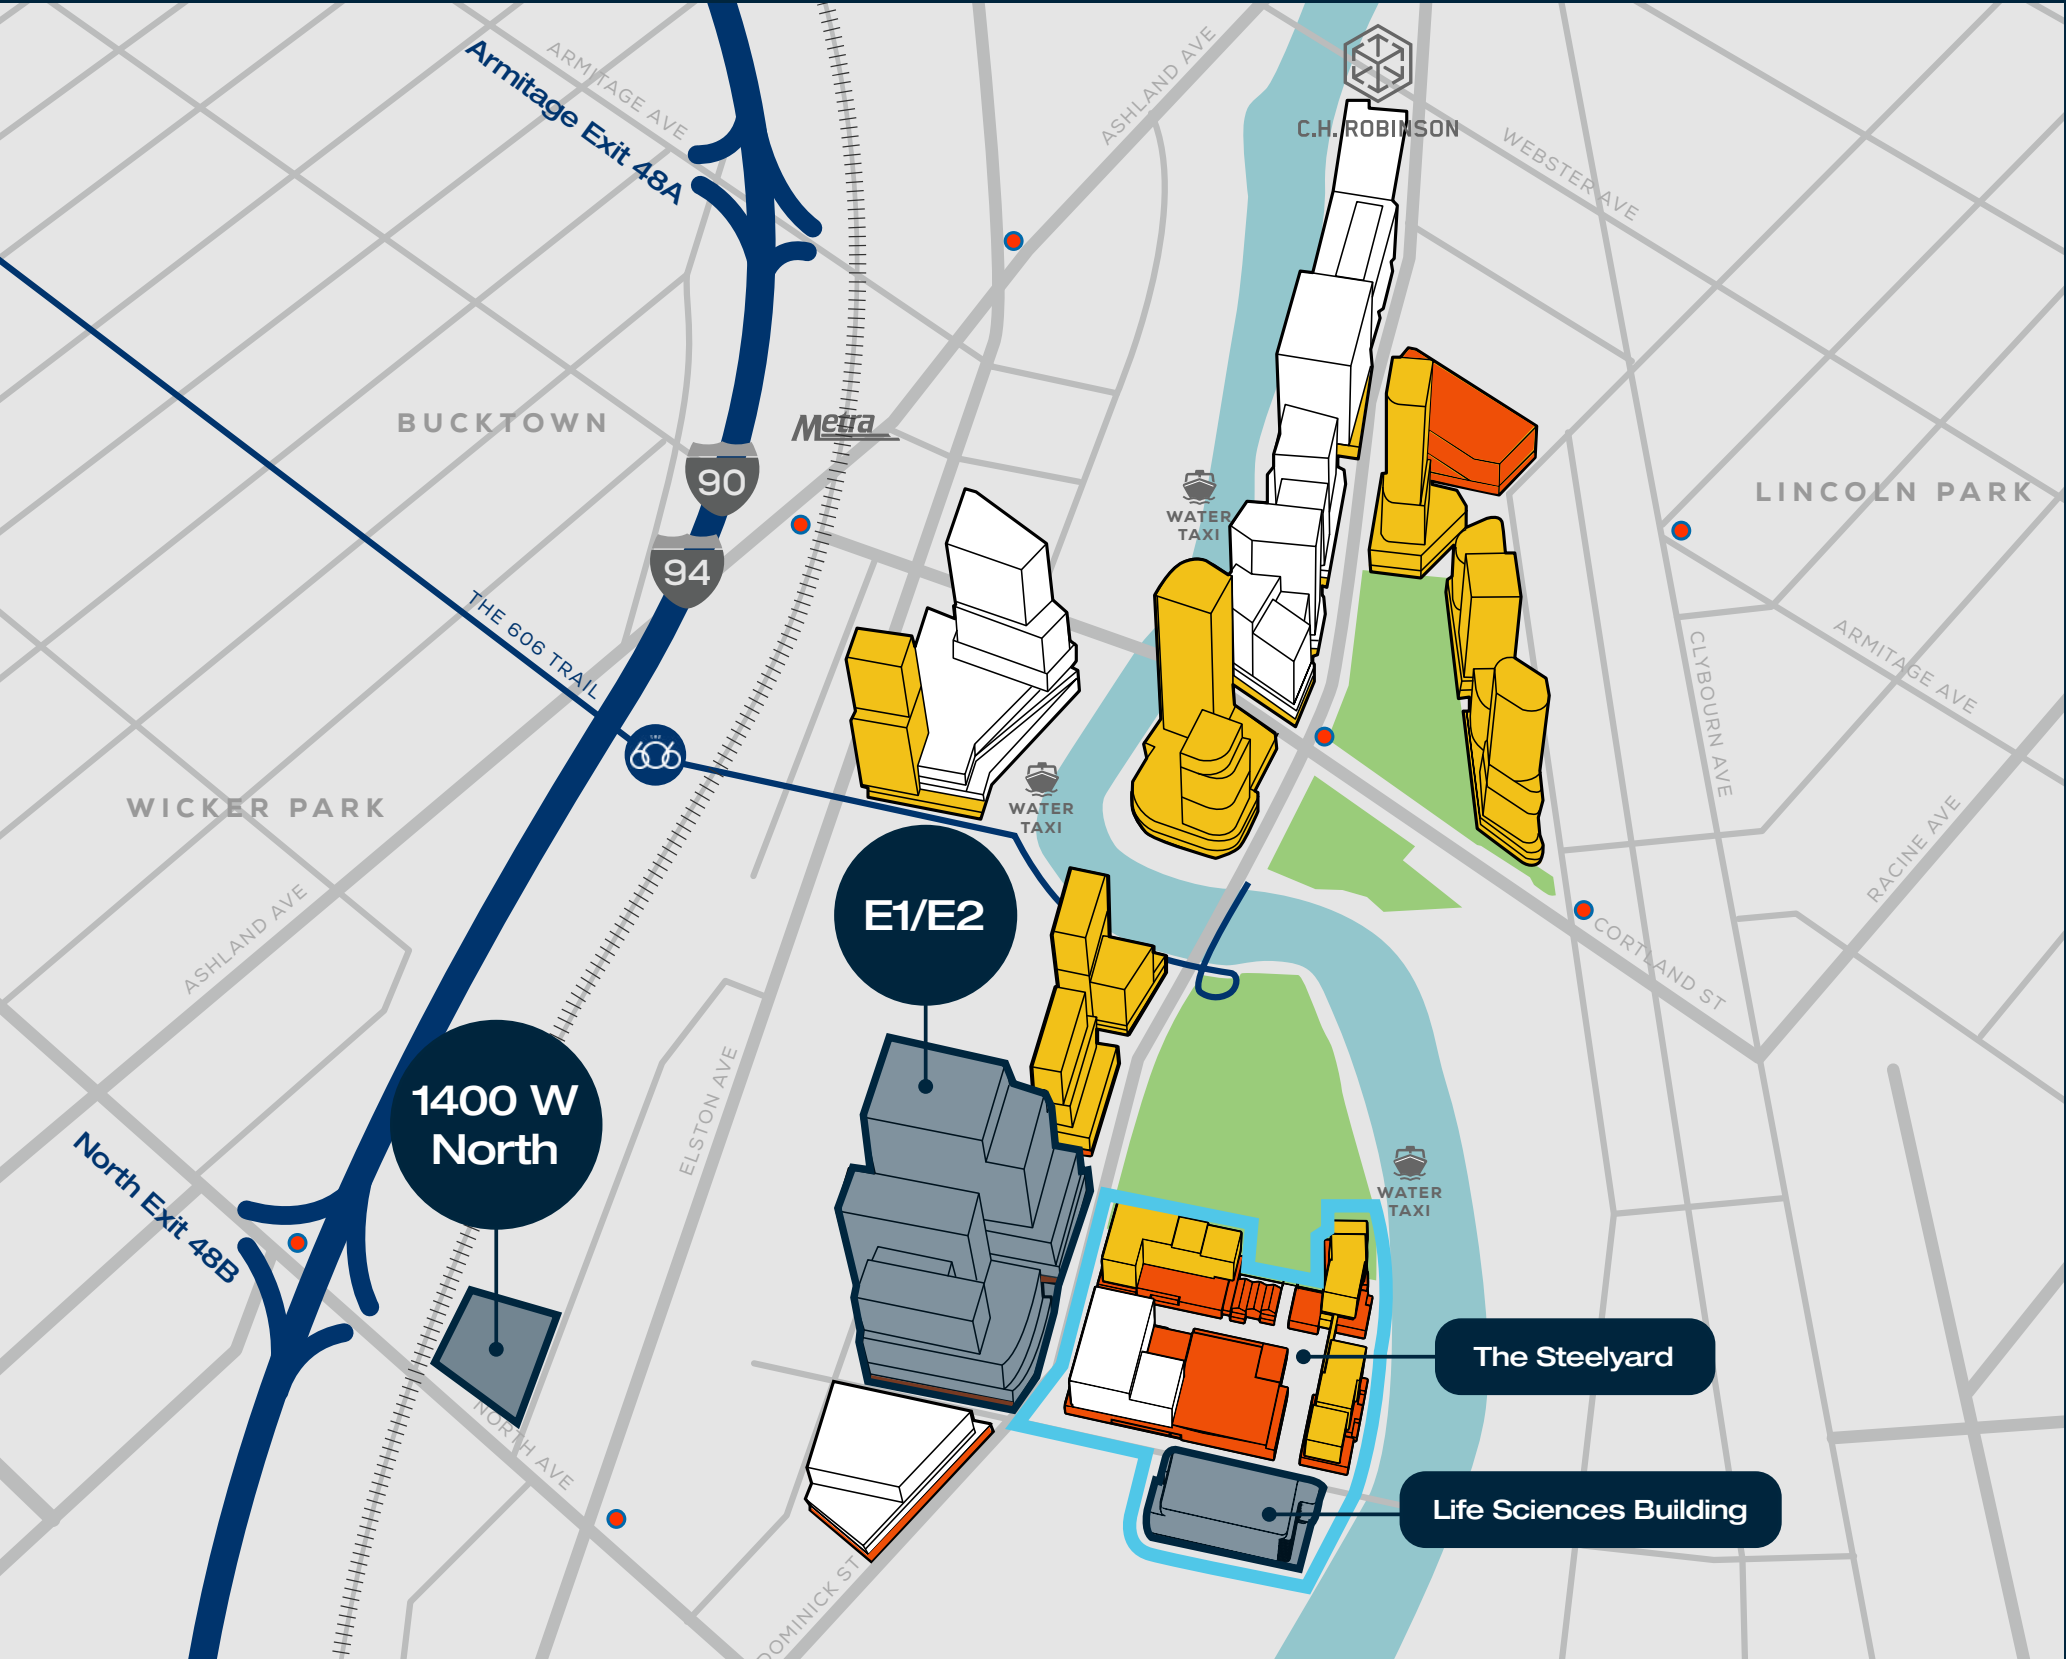 Armitage Exit 48A
ARMITAGE AVE
ASHLAND AVE
C.H. ROBINSON
WEBSTER AVE
BUCKTOWN
Metra
90
94
WATER
TAXI
LINCOLN PARK
THE 606 TRAIL
THE
606
WICKER PARK
WATER
TAXI
CLYBOURN AVE
ARMITAGE AVE
RACINE AVE
ASHLAND AVE
E1/E2
CORTLAND ST
1400 W
North
ELSTON AVE
North Exit 48B
WATER
TAXI
The Steelyard
NORTH AVE
Life Sciences Building
DOMINICK ST